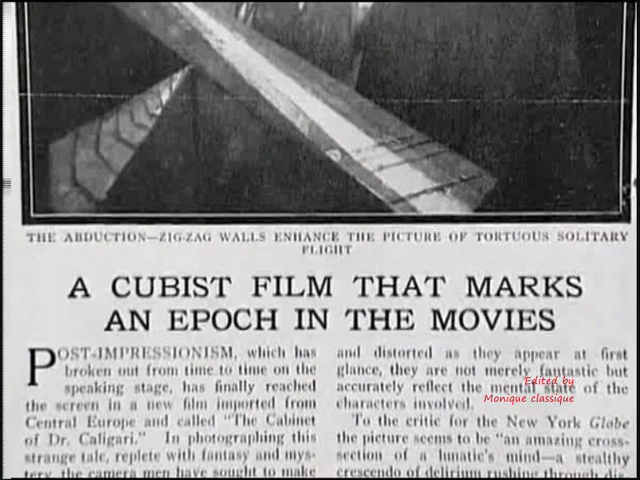 THE ABDUCTION—ZIG-ZAG WALLS ENHANCE THE PICTURE OF TORTUOUS SOLITARY
FLIGHT
A CUBIST FILM THAT MARKS
AN EPOCH IN THE MOVIES
POST-IMPRESSIONISM, which has
broken out from time to time on the
speaking stage, has finally reached
the screen in a new film imported from
Central Europe and called "The Cabinet
of Dr. Caligari." In photographing this
strange tale, replete with fantasy and mys-
tery, the camera men have sought to make
and distorted as they appear at first
glance, they are not merely fantastic but
accurately reflect the mental state of the
characters involved.
To the critic for the New York Globe
the picture seems to be "an amazing cross-
section of a lunatic's mind—a stealthy
crescendo of delirium rushing through dis-
Edited by
Monique classique